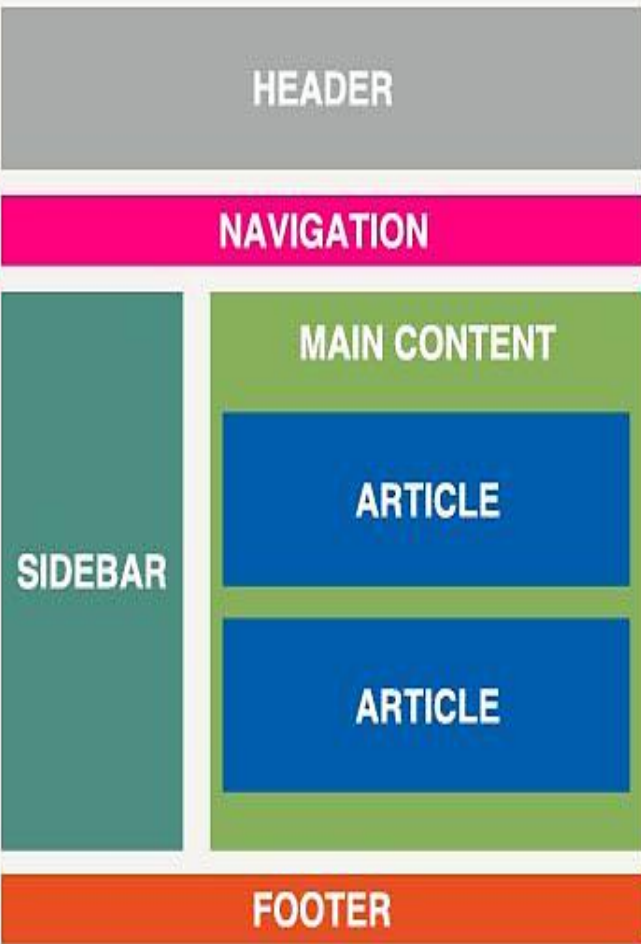 HEADER
NAVIGATION
MAIN CONTENT
ARTICLE
SIDEBAR
ARTICLE
FOOTER